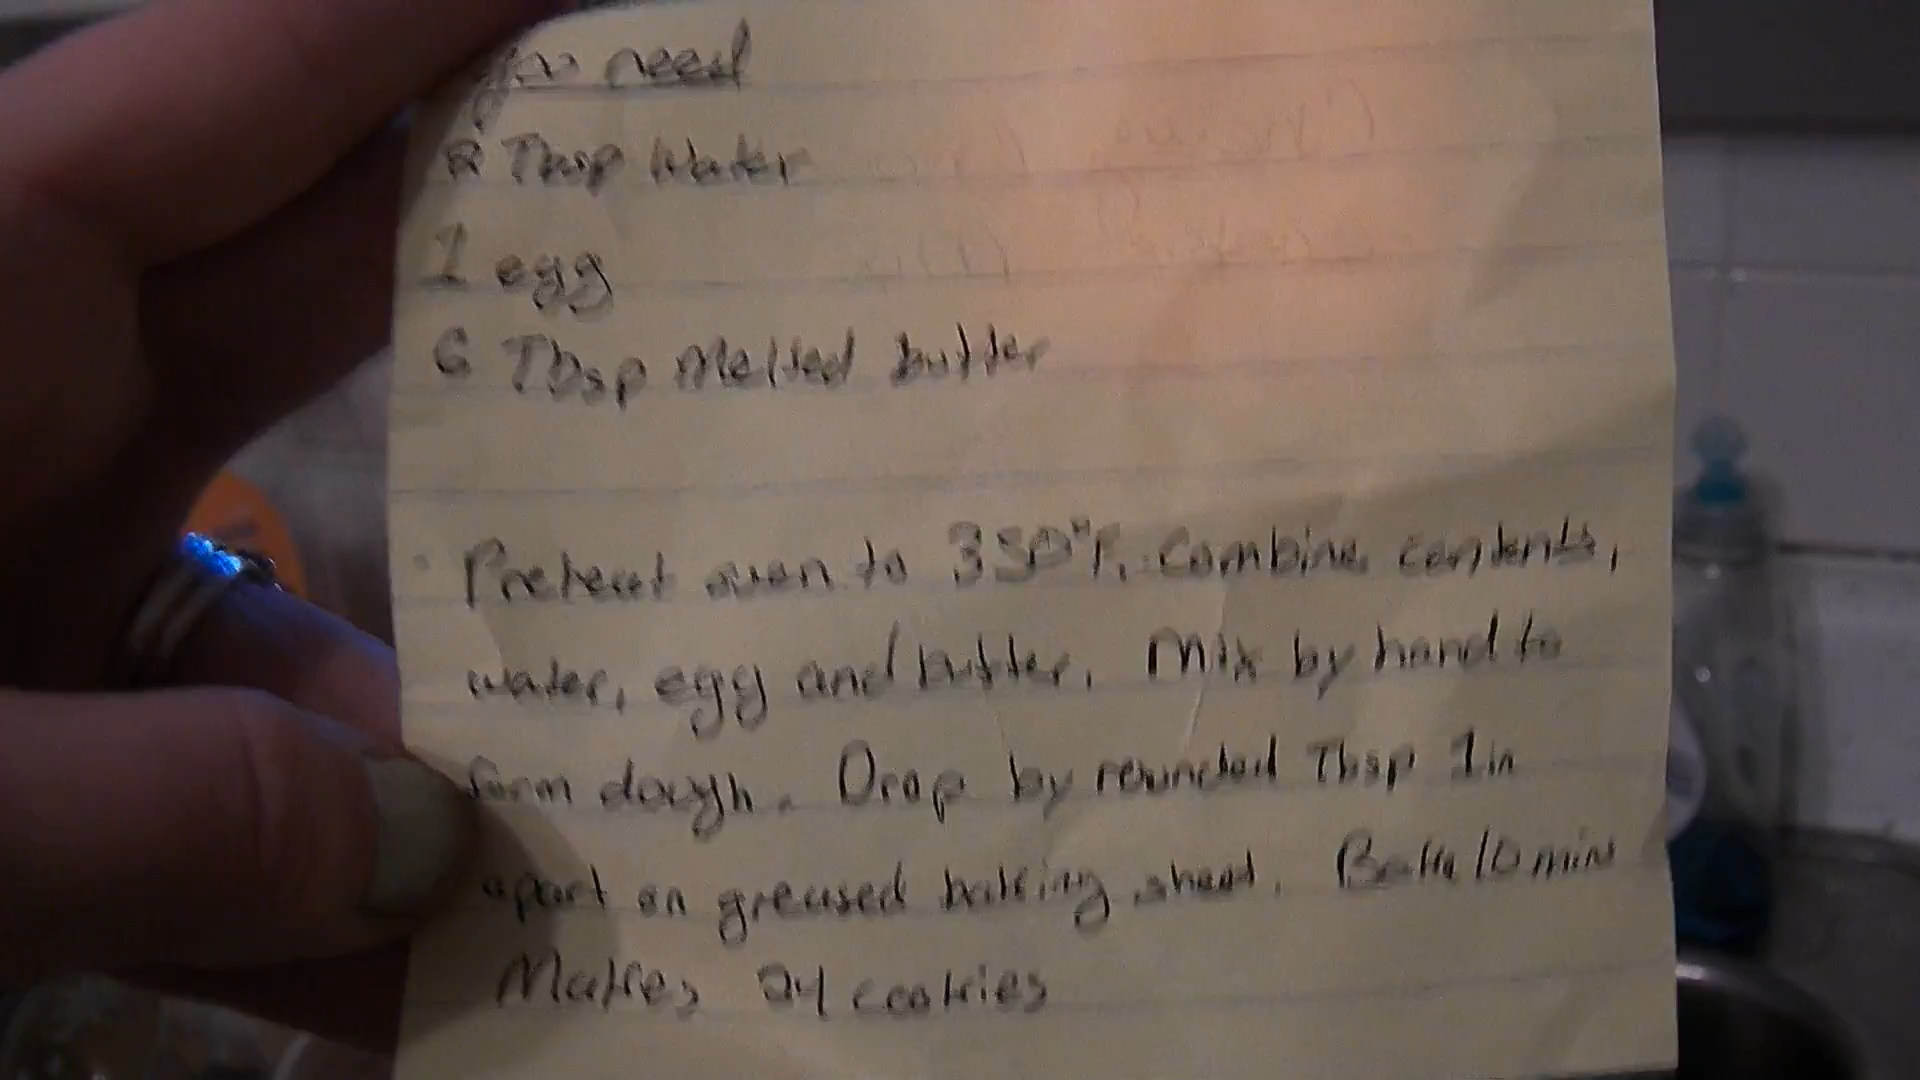 you need
2 Tbsp Water
1 egg
6 Tbsp Melted butter
Preheat oven to 350°F. Combine contents,
water, egg and butter. Mix by hand to
form dough. Drop by rounded Tbsp 1 in
apart on greased baking sheet. Bake 10 min
Makes 24 cookies